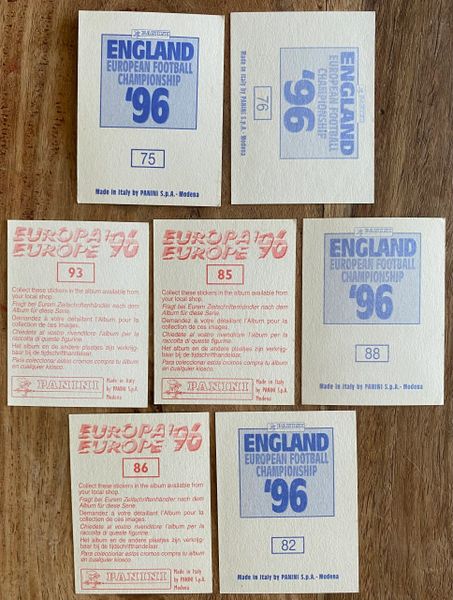 PANINI
ENGLAND
EUROPEAN FOOTBALL
CHAMPIONSHIP
'96
75
Made in Italy by PANINI S.p.A. - Modena
PANINI
ENGLAND
EUROPEAN FOOTBALL
CHAMPIONSHIP
'96
76
Made in Italy by PANINI S.p.A. - Modena
EUROPA '96
EUROPE 96
93
Collect these stickers in the album available from
your local shop.
Fragt bei Eurem Zeitschriftenhändler nach dem
Album für diese Serie.
Demandez à votre détaillant l'Album pour la
collection de ces images.
Chiedete al vostro rivenditore l'album per la
raccolta di queste figurine.
Het album en de andere plaatjes zijn verkrijg-
baar bij de tijdschrifthandelaar.
Para coleccionar estos cromos compra tu álbum
en cualquier kiosco.
PANINI
Made in Italy
by PANINI S.p.A.
Modena
EUROPA '96
EUROPE 96
85
Collect these stickers in the album available from
your local shop.
Fragt bei Eurem Zeitschriftenhändler nach dem
Album für diese Serie.
Demandez à votre détaillant l'Album pour la
collection de ces images.
Chiedete al vostro rivenditore l'album per la
raccolta di queste figurine.
Het album en de andere plaatjes zijn verkrijg-
baar bij de tijdschrifthandelaar.
Para coleccionar estos cromos compra tu álbum
en cualquier kiosco.
PANINI
Made in Italy
by PANINI S.p.A.
Modena
PANINI
ENGLAND
EUROPEAN FOOTBALL
CHAMPIONSHIP
'96
88
Made in Italy by PANINI S.p.A. - Modena
EUROPA '96
EUROPE 96
86
Collect these stickers in the album available from
your local shop.
Fragt bei Eurem Zeitschriftenhändler nach dem
Album für diese Serie.
Demandez à votre détaillant l'Album pour la
collection de ces images.
Chiedete al vostro rivenditore l'album per la
raccolta di queste figurine.
Het album en de andere plaatjes zijn verkrijg-
baar bij de tijdschrifthandelaar.
Para coleccionar estos cromos compra tu álbum
en cualquier kiosco.
PANINI
Made in Italy
by PANINI S.p.A.
Modena
PANINI
ENGLAND
EUROPEAN FOOTBALL
CHAMPIONSHIP
'96
82
Made in Italy by PANINI S.p.A. - Modena